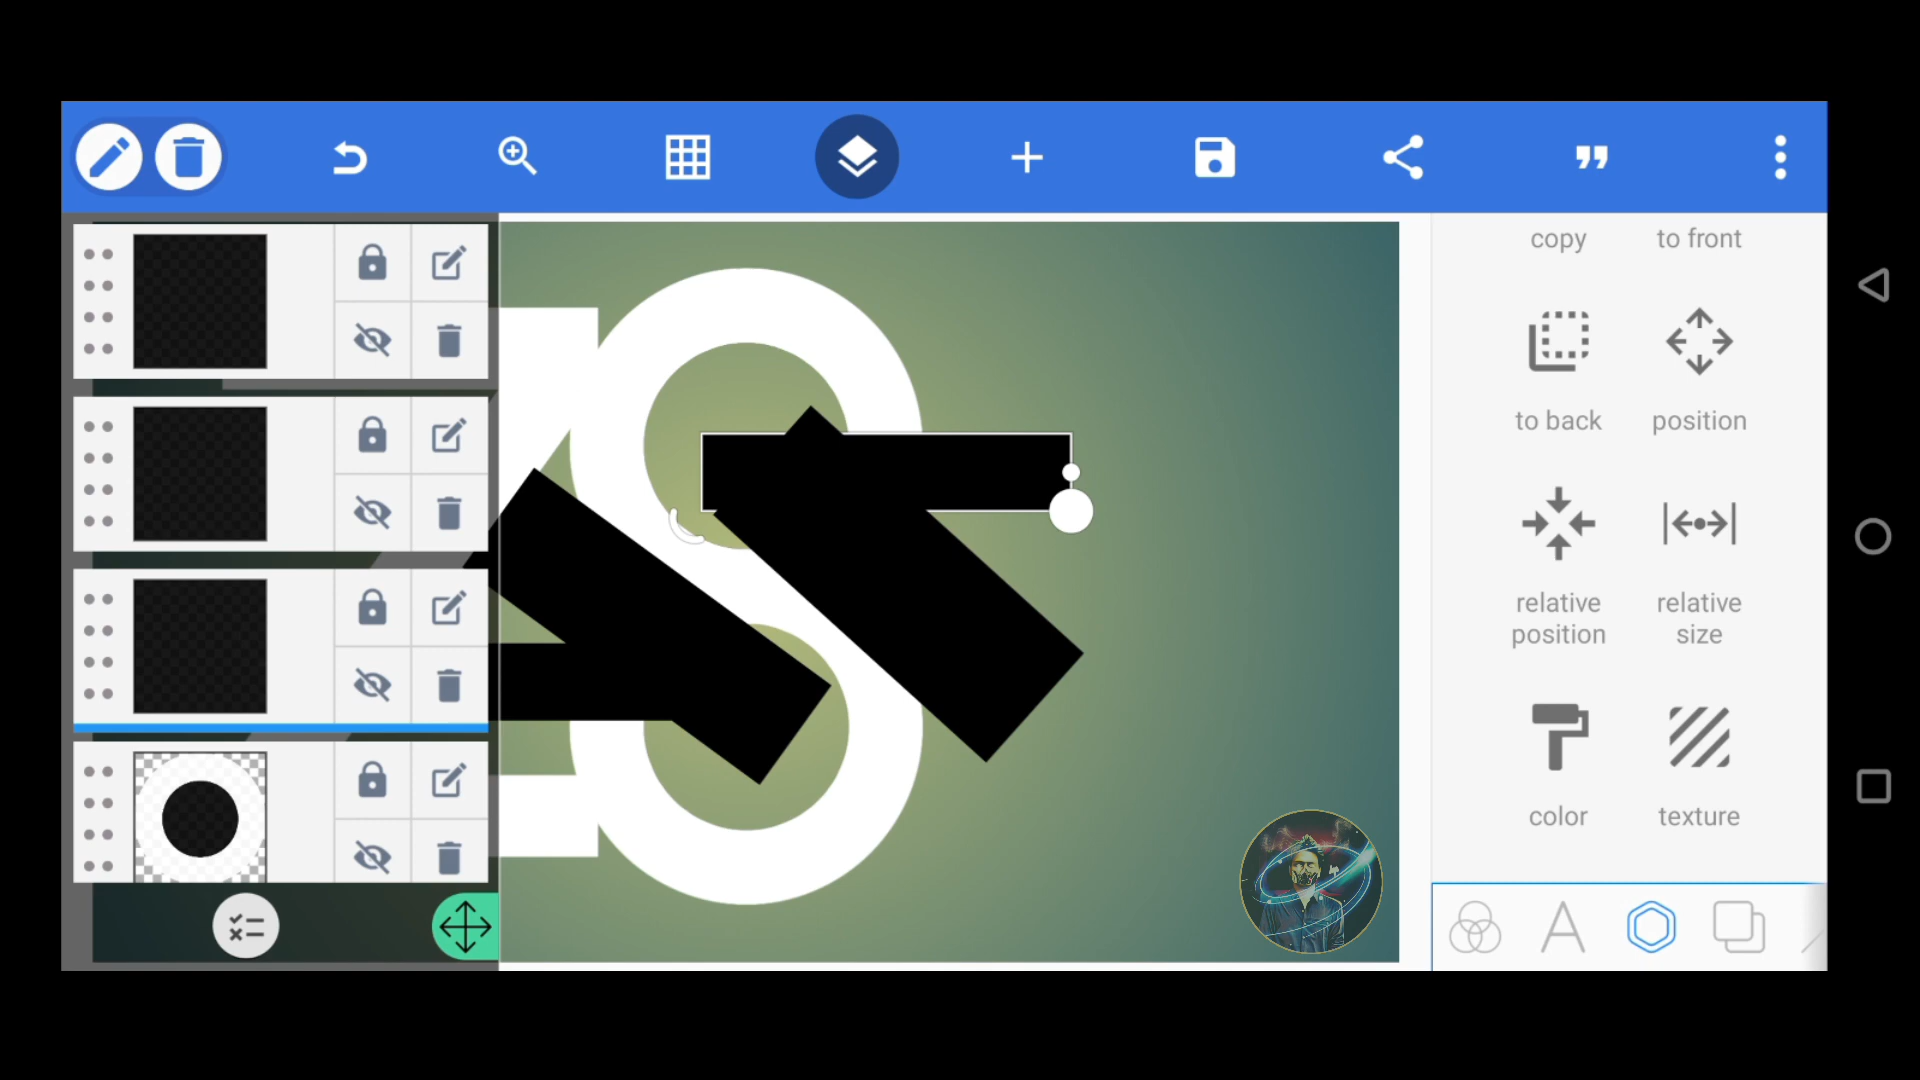 copy
to front
to back
position
relative
position
relative
size
color
texture